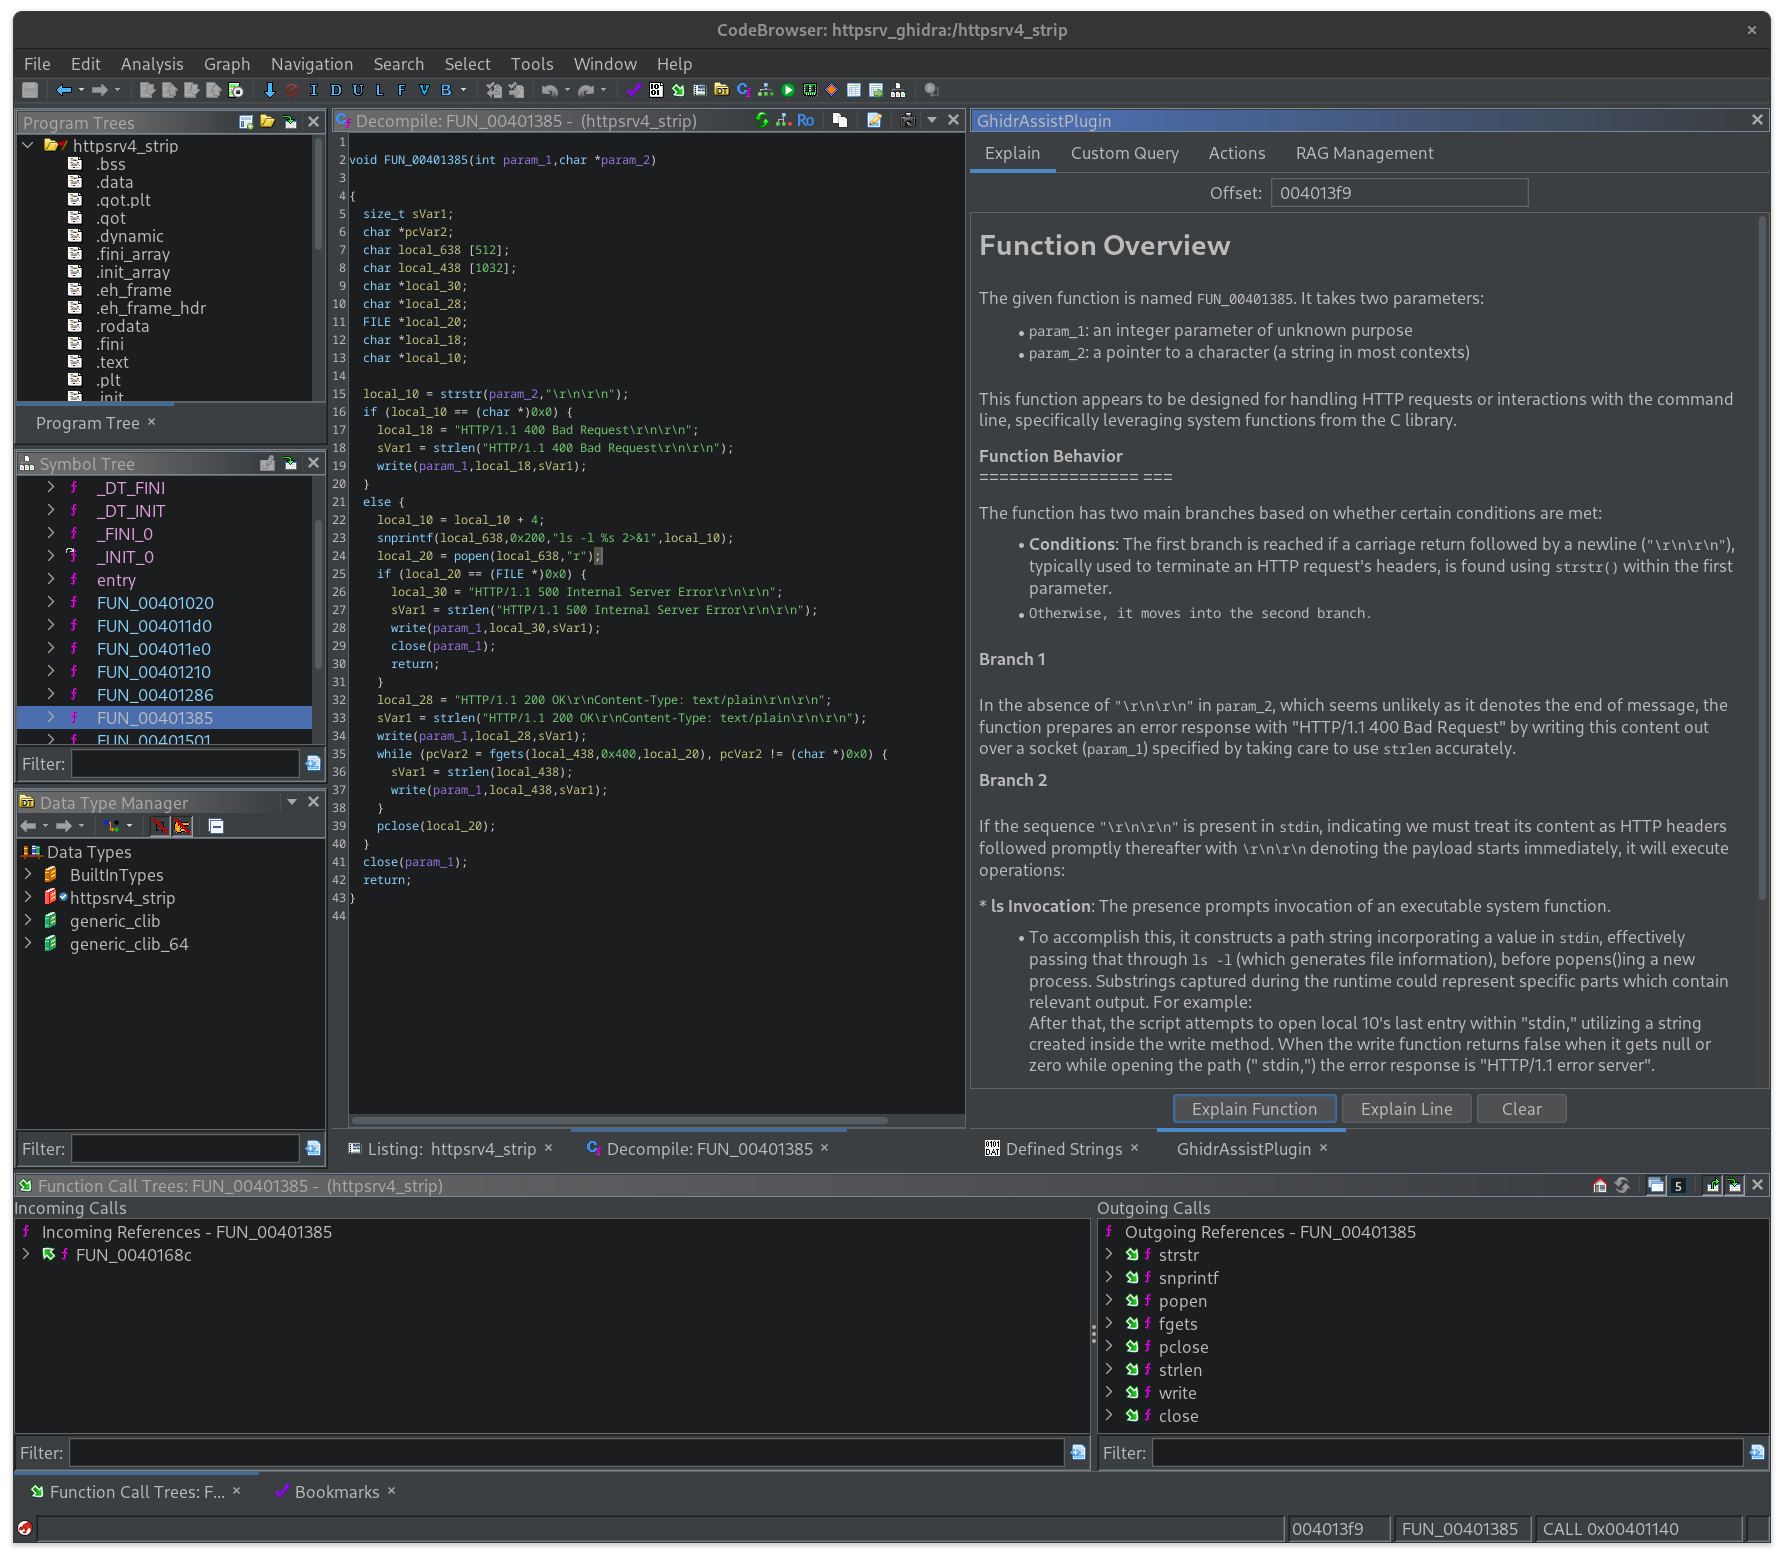 CodeBrowser: httpsrv_ghidra:/httpsrv4_strip
File Edit Analysis Graph Navigation Search Select Tools Window Help
I D U L F V B
Program Trees
httpsrv4_strip
.bss
.data
.got.plt
.got
.dynamic
.fini_array
.init_array
.eh_frame
.eh_frame_hdr
.rodata
.fini
.text
.plt
.init
Program Tree ×
Symbol Tree
_DT_FINI
_DT_INIT
_FINI_0
_INIT_0
entry
FUN_00401020
FUN_004011d0
FUN_004011e0
FUN_00401210
FUN_00401286
FUN_00401385
FUN_00401501
Filter:
Data Type Manager
Data Types
BuiltInTypes
httpsrv4_strip
generic_clib
generic_clib_64
Filter:
Decompile: FUN_00401385 - (httpsrv4_strip)
Ro
1
2 void FUN_00401385(int param_1,char *param_2)
3
4 {
5 size_t sVar1;
6 char *pcVar2;
7 char local_638 [512];
8 char local_438 [1032];
9 char *local_30;
10 char *local_28;
11 FILE *local_20;
12 char *local_18;
13 char *local_10;
14
15 local_10 = strstr(param_2,"\r\n\r\n");
16 if (local_10 == (char *)0x0) {
17 local_18 = "HTTP/1.1 400 Bad Request\r\n\r\n";
18 sVar1 = strlen("HTTP/1.1 400 Bad Request\r\n\r\n");
19 write(param_1,local_18,sVar1);
20 }
21 else {
22 local_10 = local_10 + 4;
23 snprintf(local_638,0x200,"ls -l %s 2>&1",local_10);
24 local_20 = popen(local_638,"r");
25 if (local_20 == (FILE *)0x0) {
26 local_30 = "HTTP/1.1 500 Internal Server Error\r\n\r\n";
27 sVar1 = strlen("HTTP/1.1 500 Internal Server Error\r\n\r\n");
28 write(param_1,local_30,sVar1);
29 close(param_1);
30 return;
31 }
32 local_28 = "HTTP/1.1 200 OK\r\nContent-Type: text/plain\r\n\r\n";
33 sVar1 = strlen("HTTP/1.1 200 OK\r\nContent-Type: text/plain\r\n\r\n");
34 write(param_1,local_28,sVar1);
35 while (pcVar2 = fgets(local_438,0x400,local_20), pcVar2 != (char *)0x0) {
36 sVar1 = strlen(local_438);
37 write(param_1,local_438,sVar1);
38 }
39 pclose(local_20);
40 }
41 close(param_1);
42 return;
43 }
44
Listing: httpsrv4_strip ×
Decompile: FUN_00401385 ×
GhidrAssistPlugin
Explain Custom Query Actions RAG Management
Offset: 004013f9
Function Overview
The given function is named FUN_00401385. It takes two parameters:
• param_1: an integer parameter of unknown purpose
• param_2: a pointer to a character (a string in most contexts)
This function appears to be designed for handling HTTP requests or interactions with the command
line, specifically leveraging system functions from the C library.
Function Behavior
================ ===
The function has two main branches based on whether certain conditions are met:
• Conditions: The first branch is reached if a carriage return followed by a newline ("\r\n\r\n"),
typically used to terminate an HTTP request's headers, is found using strstr() within the first
parameter.
• Otherwise, it moves into the second branch.
Branch 1
In the absence of "\r\n\r\n" in param_2, which seems unlikely as it denotes the end of message, the
function prepares an error response with "HTTP/1.1 400 Bad Request" by writing this content out
over a socket (param_1) specified by taking care to use strlen accurately.
Branch 2
If the sequence "\r\n\r\n" is present in stdin, indicating we must treat its content as HTTP headers
followed promptly thereafter with \r\n\r\n denoting the payload starts immediately, it will execute
operations:
* ls Invocation: The presence prompts invocation of an executable system function.
• To accomplish this, it constructs a path string incorporating a value in stdin, effectively
passing that through ls -l (which generates file information), before popens()ing a new
process. Substrings captured during the runtime could represent specific parts which contain
relevant output. For example:
After that, the script attempts to open local 10's last entry within "stdin," utilizing a string
created inside the write method. When the write function returns false when it gets null or
zero while opening the path (" stdin,") the error response is "HTTP/1.1 error server".
Explain Function Explain Line Clear
Defined Strings ×
GhidrAssistPlugin ×
Function Call Trees: FUN_00401385 - (httpsrv4_strip)
5
Incoming Calls
Incoming References - FUN_00401385
FUN_0040168c
Filter:
Outgoing Calls
Outgoing References - FUN_00401385
strstr
snprintf
popen
fgets
pclose
strlen
write
close
Filter:
Function Call Trees: F... ×
Bookmarks ×
004013f9
FUN_00401385
CALL 0x00401140